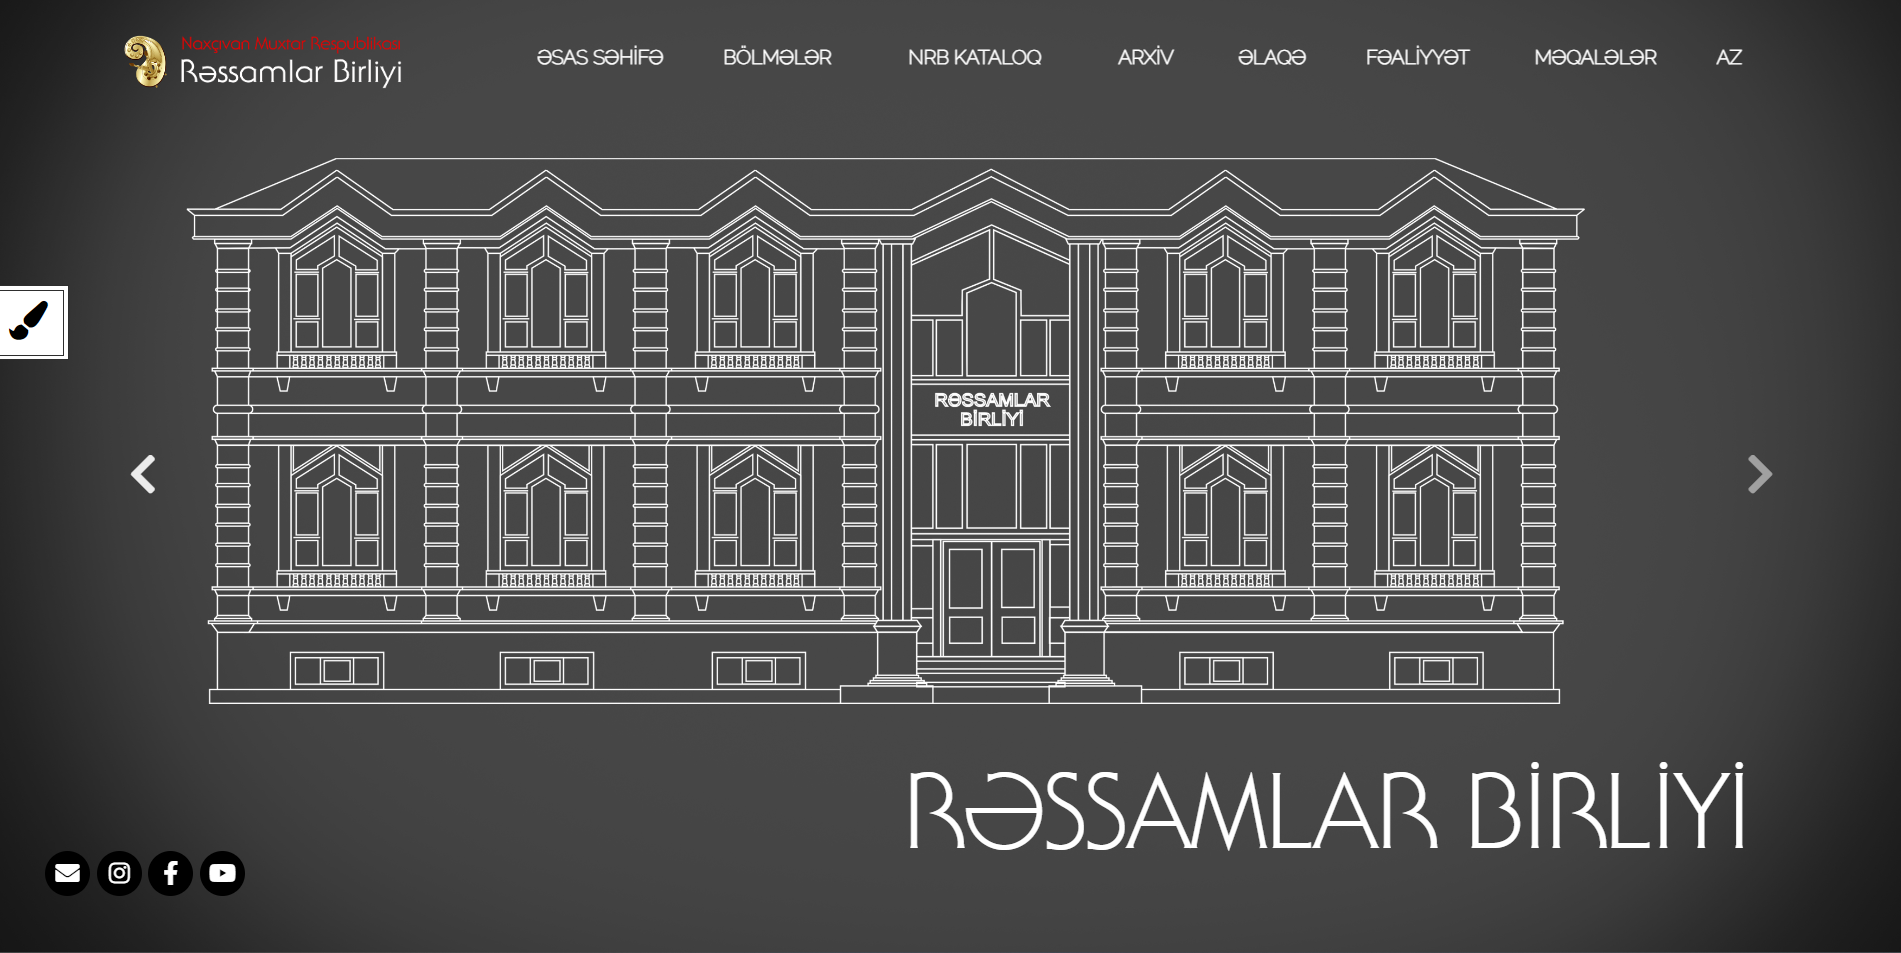 Naxçıvan Muxtar Respublikası
Rəssamlar Birliyi
ƏSAS SƏHİFƏ
BÖLMƏLƏR
NRB KATALOQ
ARXİV
ƏLAQƏ
FƏALİYYƏT
MƏQALƏLƏR
AZ
RƏSSAMLAR
BİRLİYİ
RƏSSAMLAR BİRLİYİ